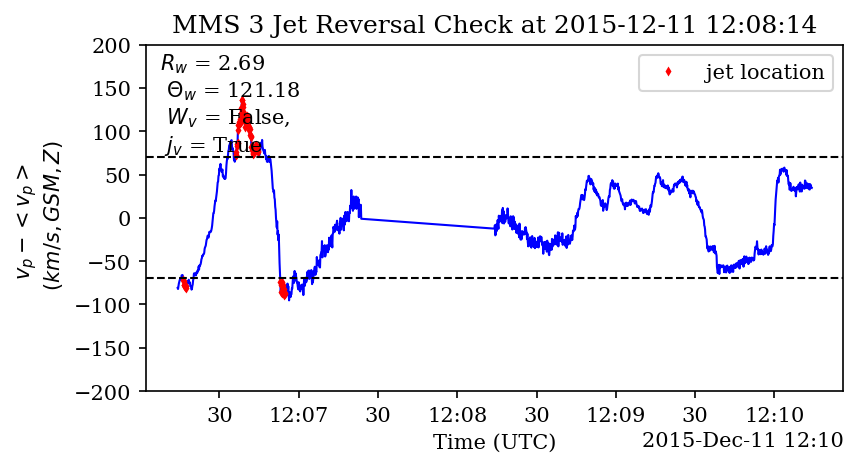 MMS 3 Jet Reversal Check at 2015-12-11 12:08:14
R_w = 2.69
Θ_w = 121.18
W_v = False,
j_v = True
jet location
200
150
100
50
0
−50
−100
−150
−200
v_p − < v_p >
(km/s, GSM, Z)
30 12:07 30 12:08 30 12:09 30 12:10
Time (UTC)
2015-Dec-11 12:10